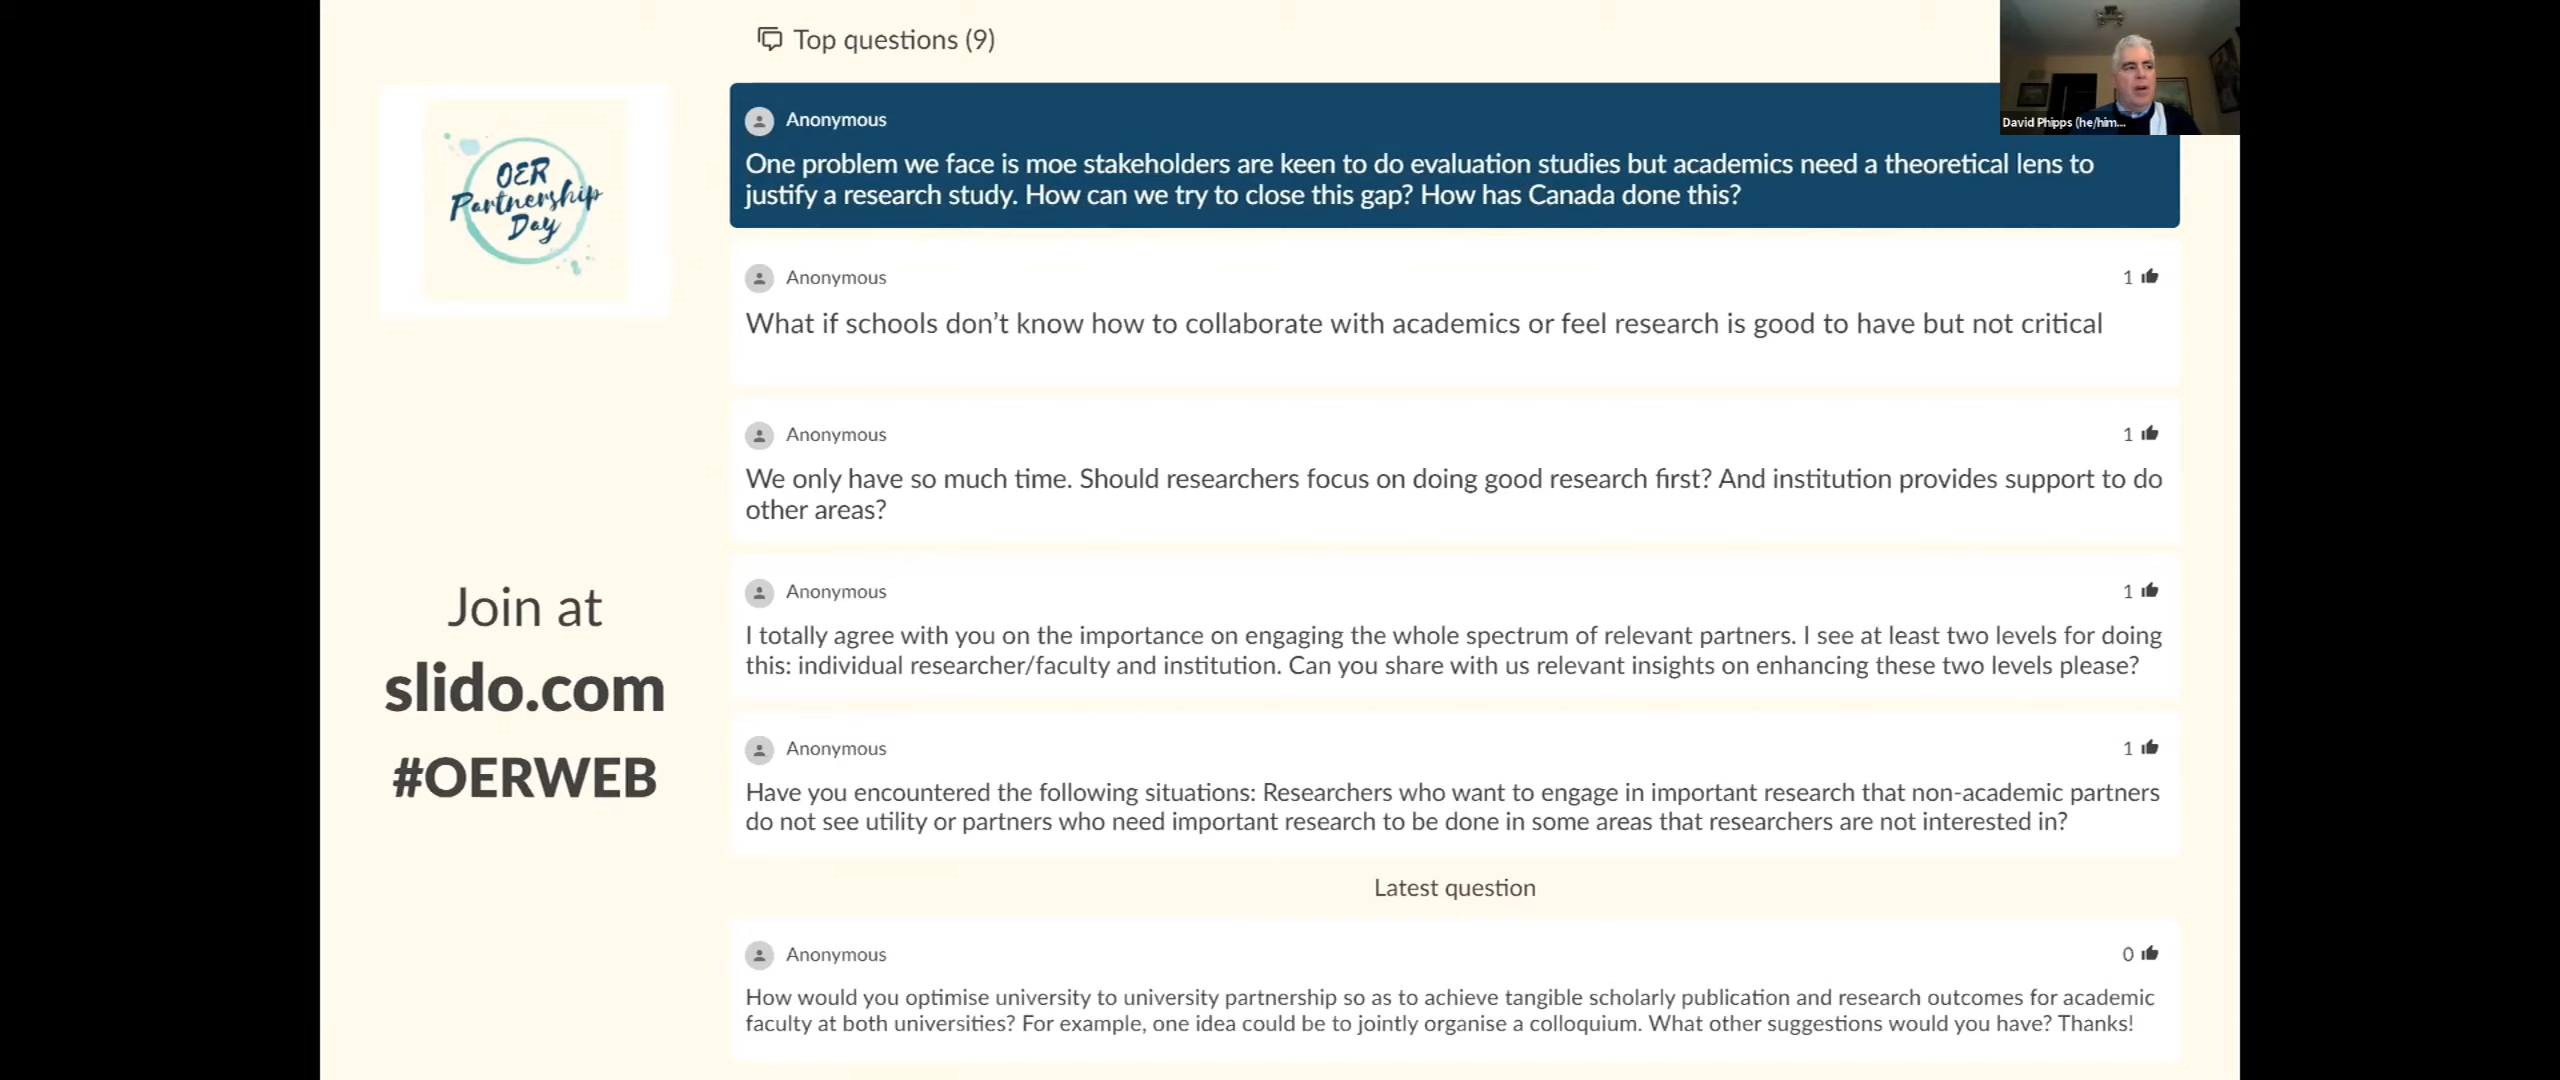 Top questions (9)
David Phipps (he/him...
OER
Partnership
Day
Join at
slido.com
#OERWEB
Anonymous
One problem we face is moe stakeholders are keen to do evaluation studies but academics need a theoretical lens to
justify a research study. How can we try to close this gap? How has Canada done this?
Anonymous
1
What if schools don't know how to collaborate with academics or feel research is good to have but not critical
Anonymous
1
We only have so much time. Should researchers focus on doing good research first? And institution provides support to do
other areas?
Anonymous
1
I totally agree with you on the importance on engaging the whole spectrum of relevant partners. I see at least two levels for doing
this: individual researcher/faculty and institution. Can you share with us relevant insights on enhancing these two levels please?
Anonymous
1
Have you encountered the following situations: Researchers who want to engage in important research that non-academic partners
do not see utility or partners who need important research to be done in some areas that researchers are not interested in?
Latest question
Anonymous
0
How would you optimise university to university partnership so as to achieve tangible scholarly publication and research outcomes for academic
faculty at both universities? For example, one idea could be to jointly organise a colloquium. What other suggestions would you have? Thanks!